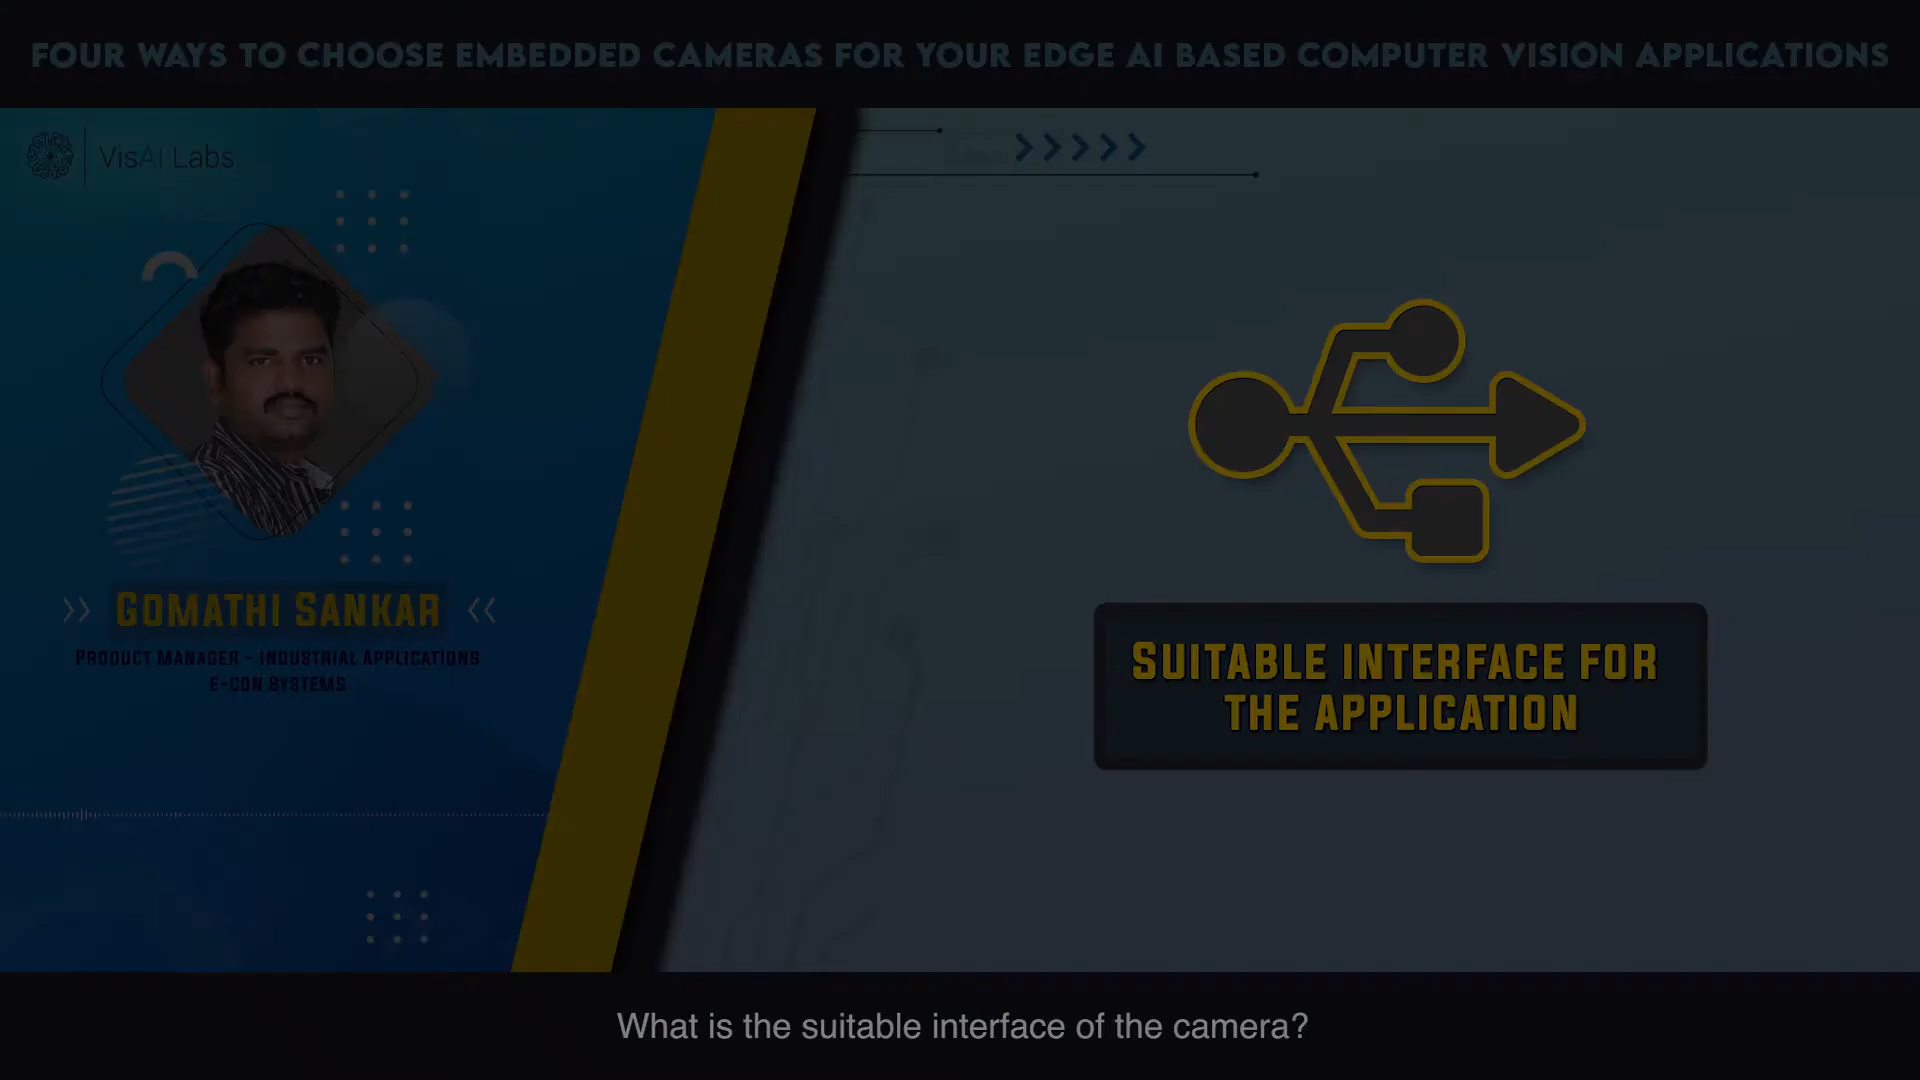 FOUR WAYS TO CHOOSE EMBEDDED CAMERAS FOR YOUR EDGE AI BASED COMPUTER VISION APPLICATIONS
VisAi Labs
GOMATHI SANKAR
PRODUCT MANAGER - INDUSTRIAL APPLICATIONS
E-CON SYSTEMS
SUITABLE INTERFACE FOR
THE APPLICATION
What is the suitable interface of the camera?